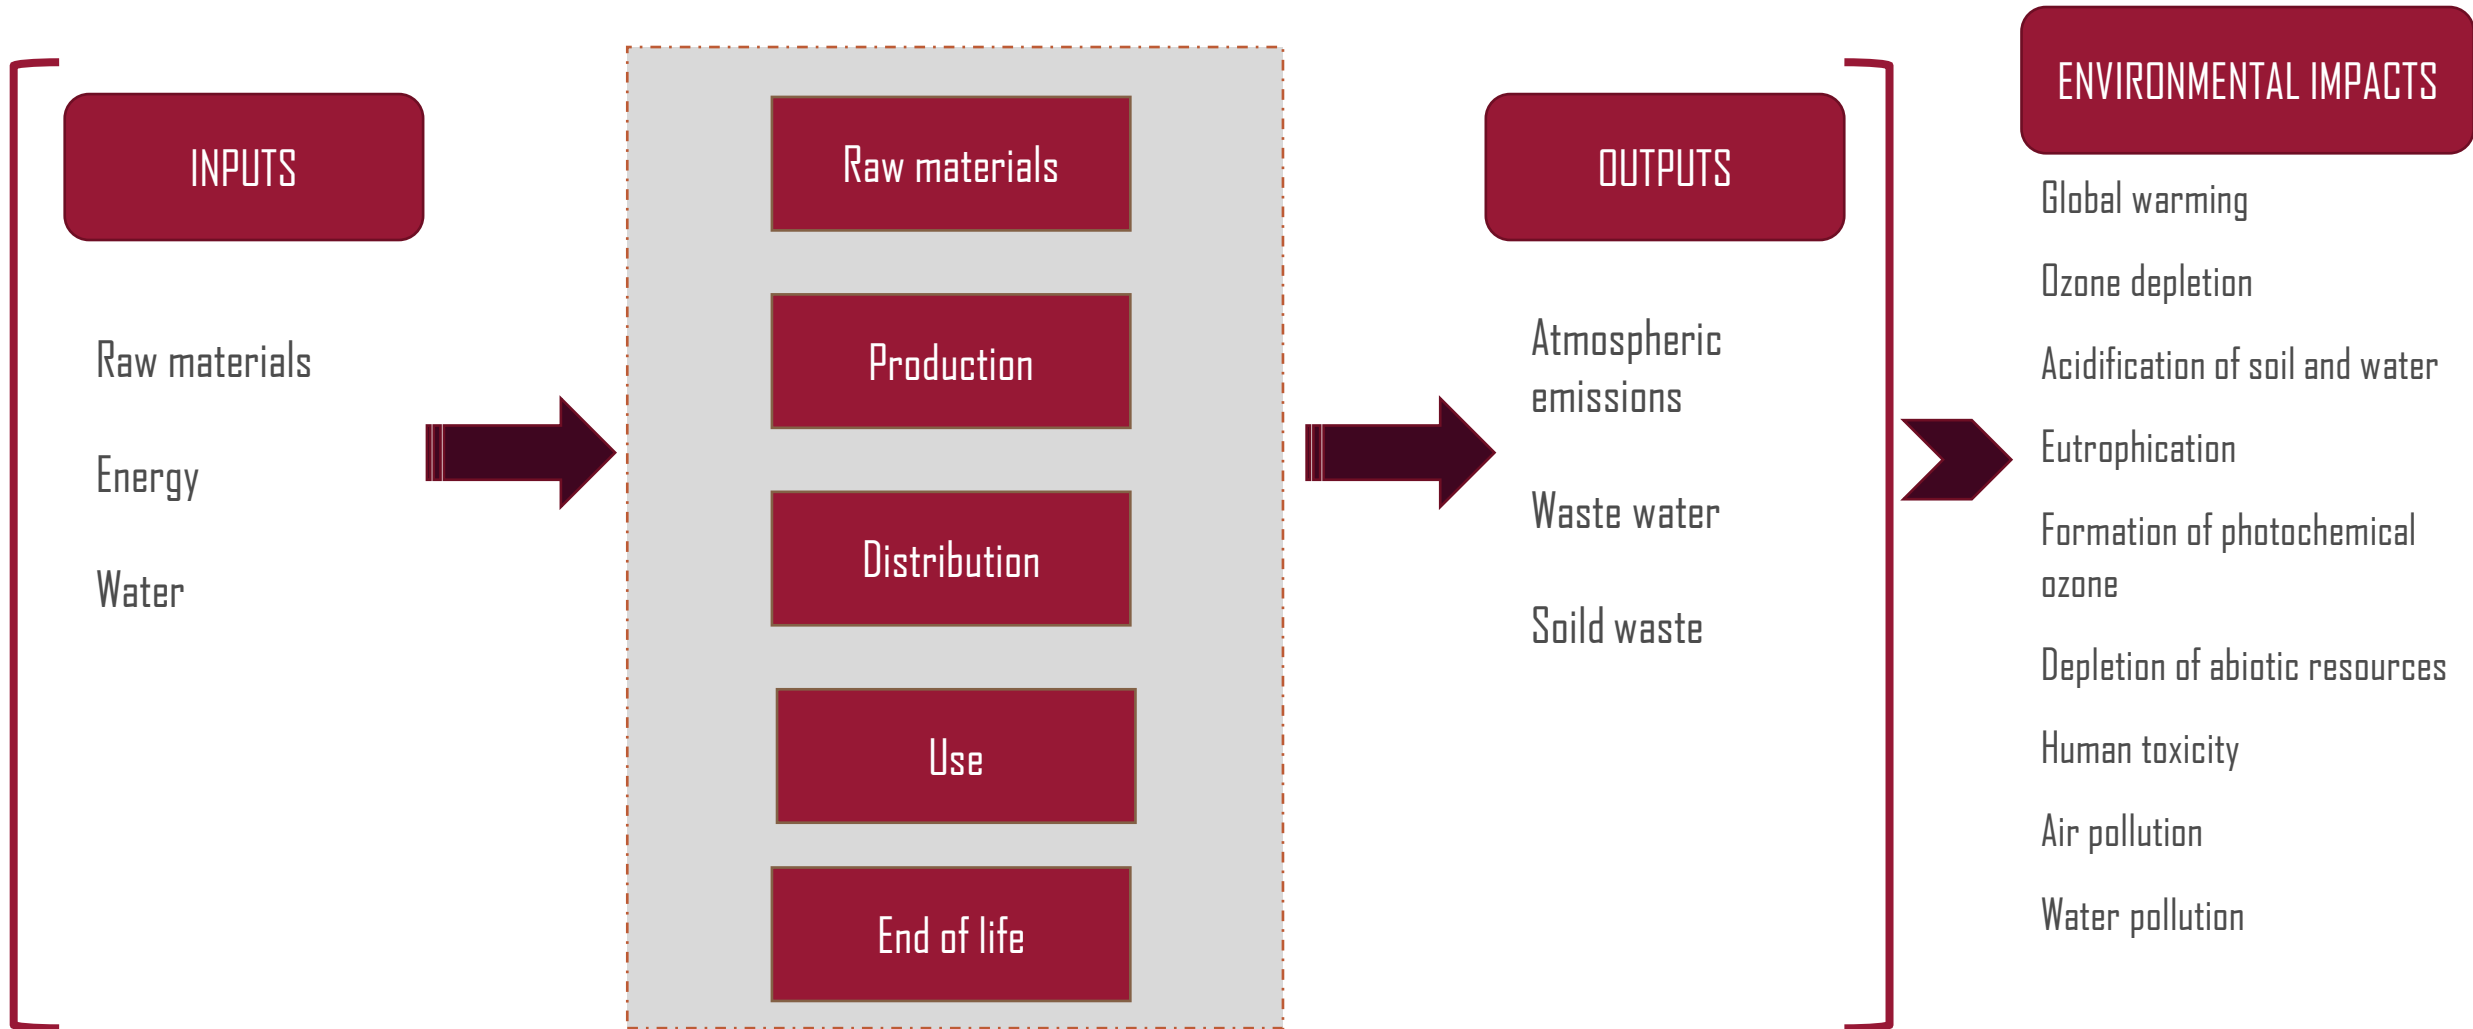 INPUTS
Raw materials
Energy
Water
Raw materials
Production
Distribution
Use
End of life
OUTPUTS
Atmospheric
emissions
Waste water
Soild waste
ENVIRONMENTAL IMPACTS
Global warming
Ozone depletion
Acidification of soil and water
Eutrophication
Formation of photochemical
ozone
Depletion of abiotic resources
Human toxicity
Air pollution
Water pollution